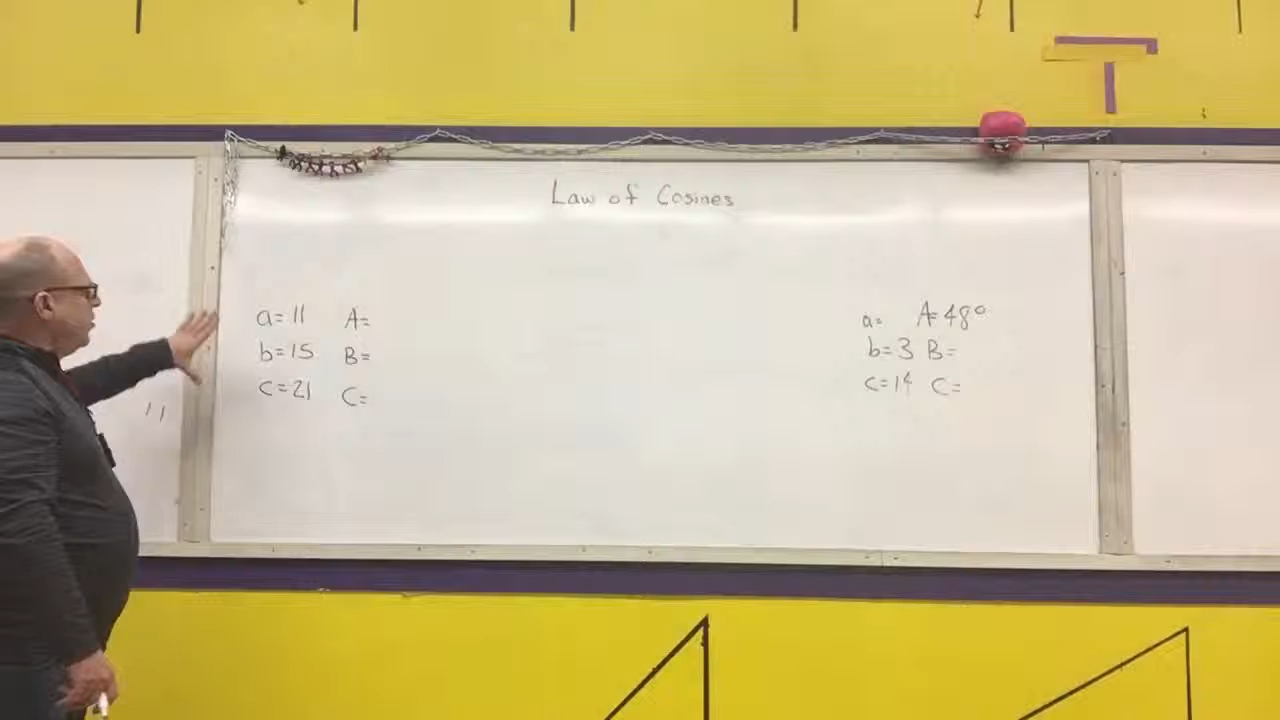 Law of Cosines
a=11 A=
b=15 B=
c=21 C=
a= A=48°
b=3 B=
c=14 C=